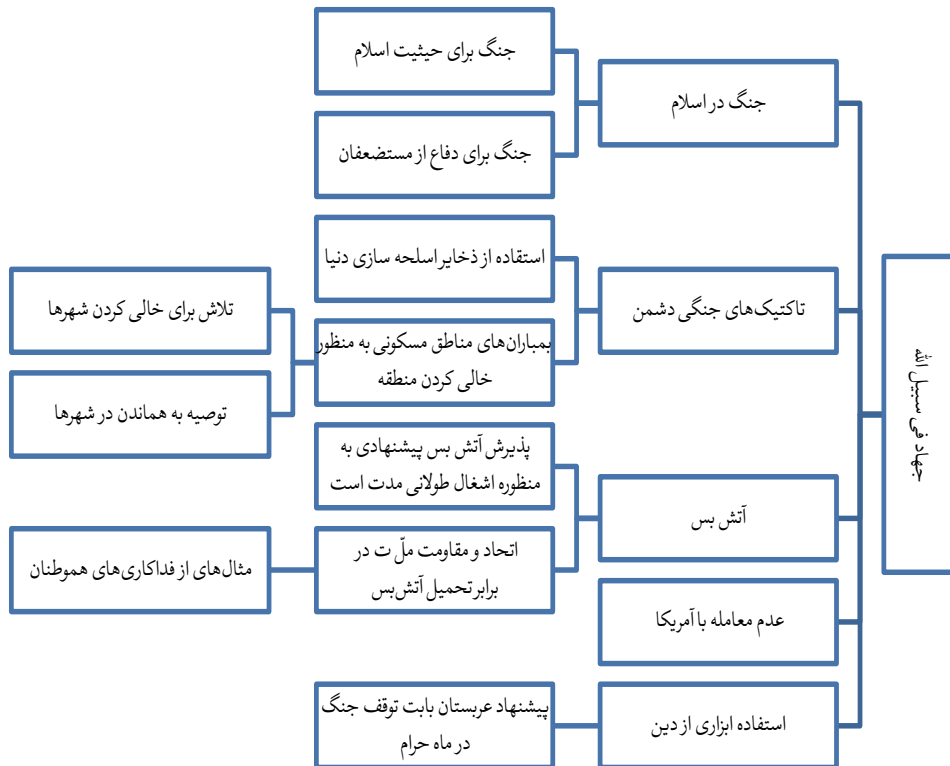 جهاد فی سبیل الله
جنگ در اسلام
جنگ برای حیثیت اسلام
جنگ برای دفاع از مستضعفان
تاکتیک‌های جنگی دشمن
استقاده از ذخایر اسلحه سازی دنیا
بمباران‌های مناطق مسکونی به منظور
خالی کردن منطقه
تلاش برای خالی کردن شهرها
توصیه به هماندن در شهرها
آتش بس
پذیرش آتش بس پیشنهادی به
منظوره اشغال طولانی مدت است
اتحاد و مقاومت ملّ ت در
برابر تحمیل آتش‌بس
مثال‌های از فداکاری‌های هموطنان
عدم معامله با آمریکا
استفاده ابزاری از دین
پیشنهاد عربستان بابت توقف جنگ
در ماه حرام